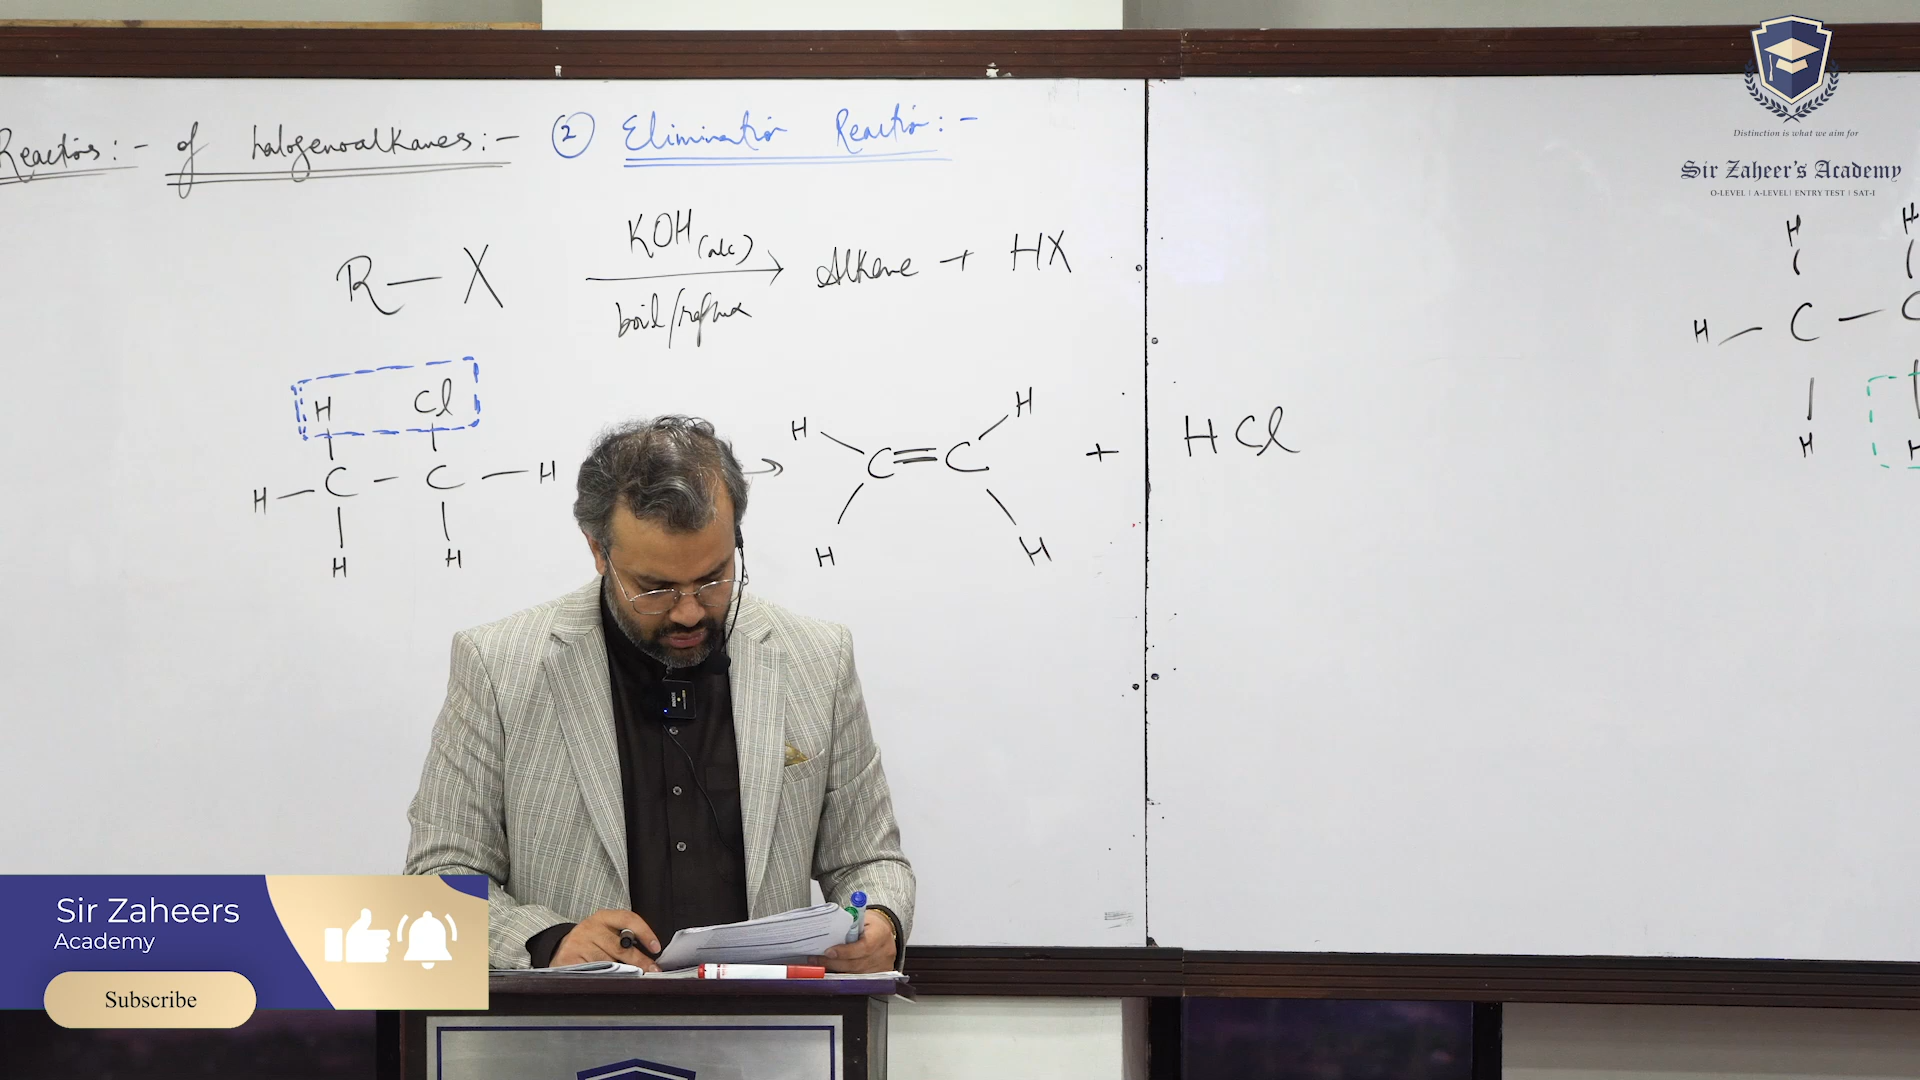 Reactios:- of halogenoalkanes:-
② Elimination Reaction:-
KOH(alc)
R — X → Alkene + HX
boil/reflux
H Cl
H — C — C — H
H H
→
H H
C = C
H H
+ HCl
H H
H — C — C
H H
Distinction is what we aim for
Sir Zaheer's Academy
O-LEVEL | A-LEVEL | ENTRY TEST | SAT-I
Sir Zaheers
Academy
Subscribe